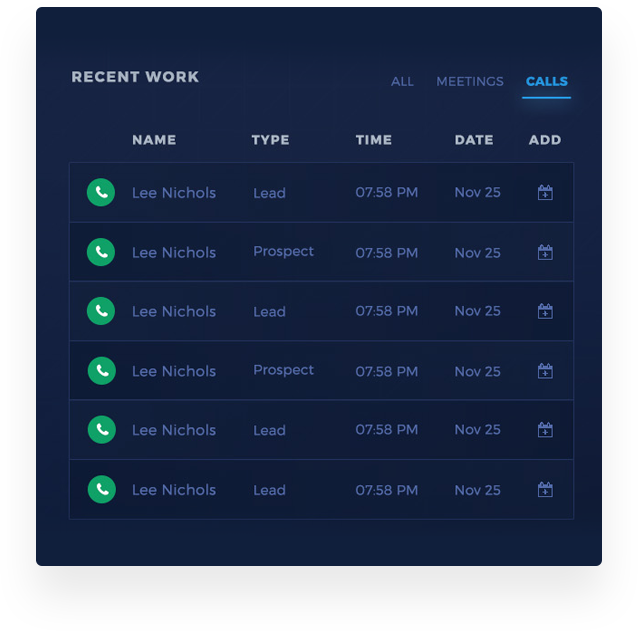 RECENT WORK
ALL MEETINGS CALLS
NAME TYPE TIME DATE ADD
Lee Nichols Lead 07:58 PM Nov 25
Lee Nichols Prospect 07:58 PM Nov 25
Lee Nichols Lead 07:58 PM Nov 25
Lee Nichols Prospect 07:58 PM Nov 25
Lee Nichols Lead 07:58 PM Nov 25
Lee Nichols Lead 07:58 PM Nov 25